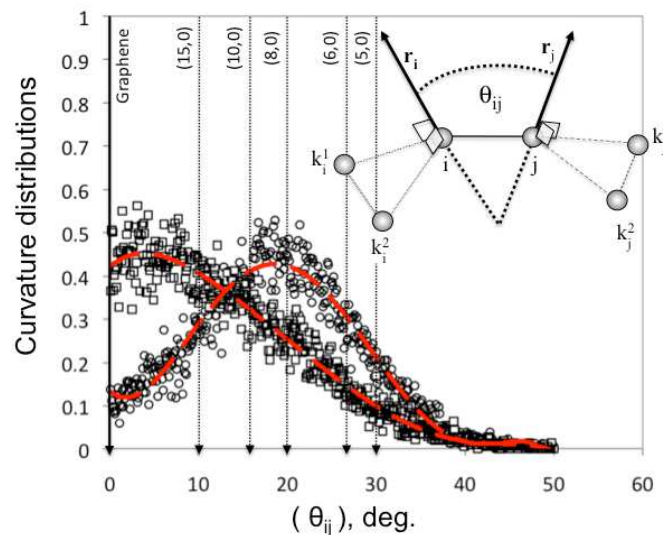 Curvature distributions
1
0.9
0.8
0.7
0.6
0.5
0.4
0.3
0.2
0.1
0
Graphene
(15,0)
(10,0)
(8,0)
(6,0)
(5,0)
r_i
r_j
θ_ij
i
j
k_i^1
k_i^2
k
k_j^2
0 10 20 30 40 50 60
( θ_ij ), deg.